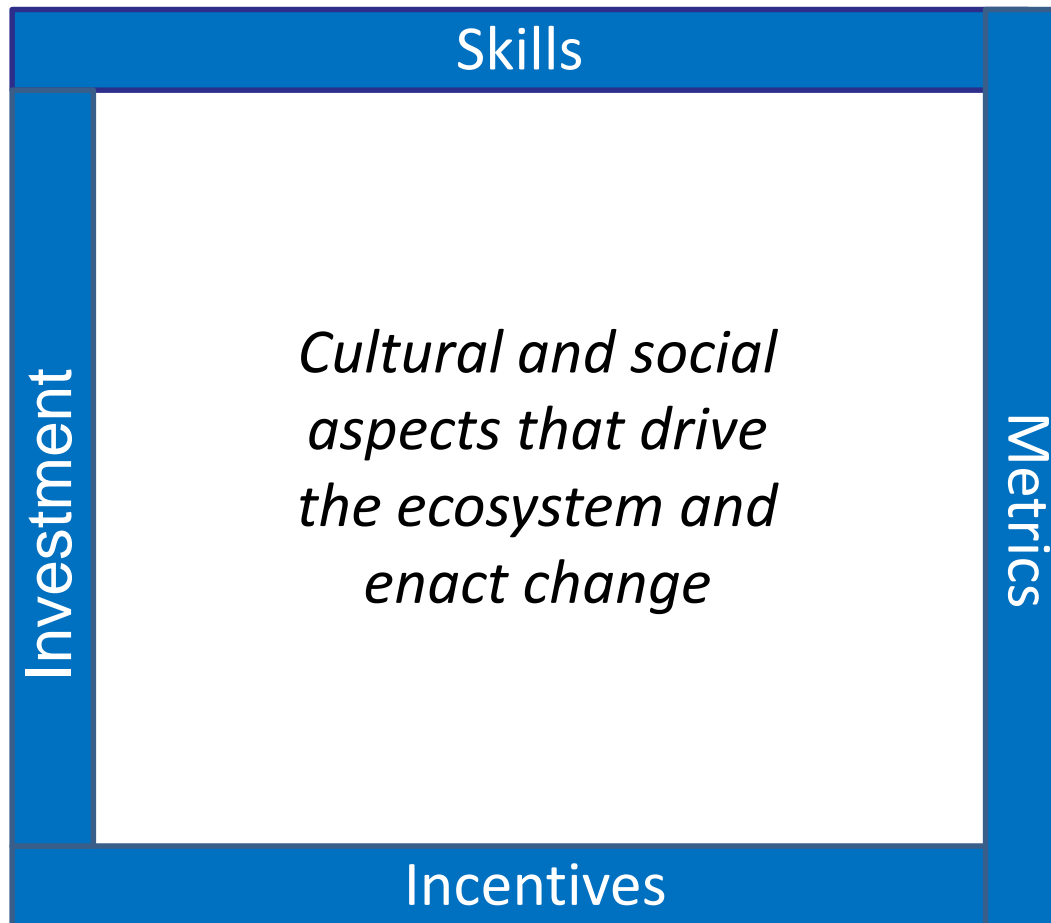 Skills
Investment
Cultural and social
aspects that drive
the ecosystem and
enact change
Metrics
Incentives